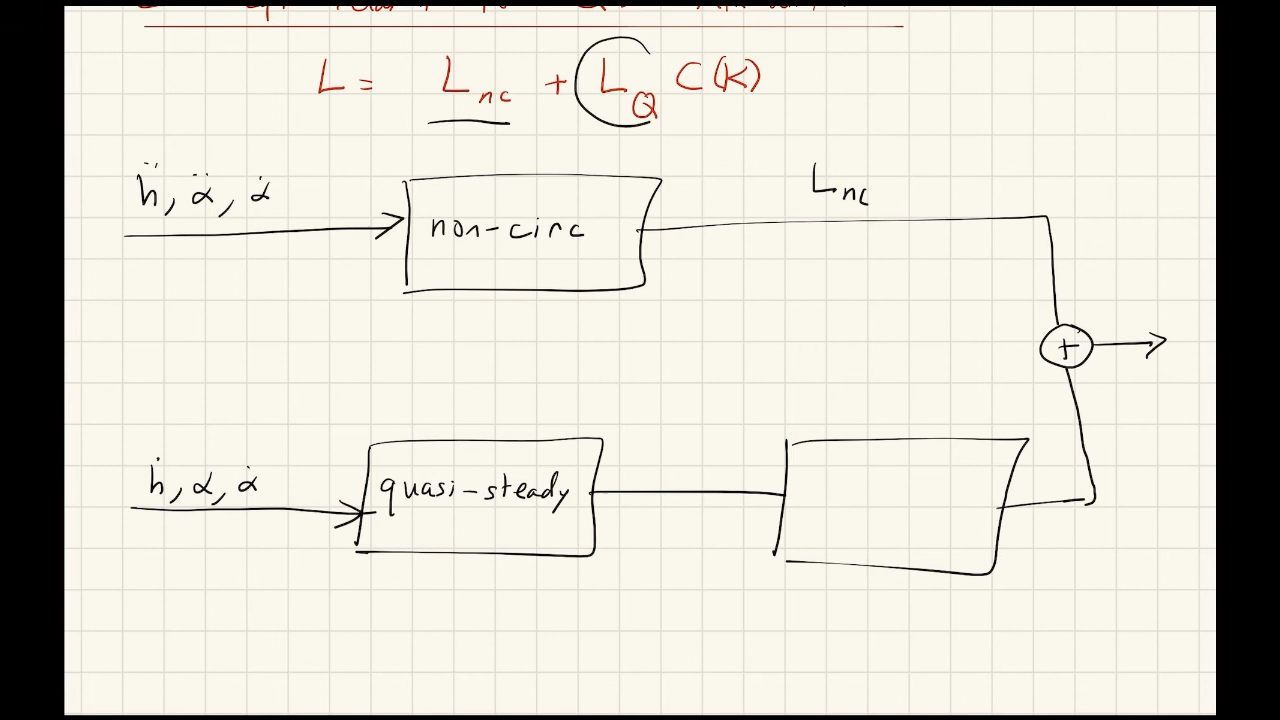 L = L_nc + L_Q C(K)
ḧ, α̈, α̇
non-circ
L_nc
+
ḣ, α, α̇
quasi-steady